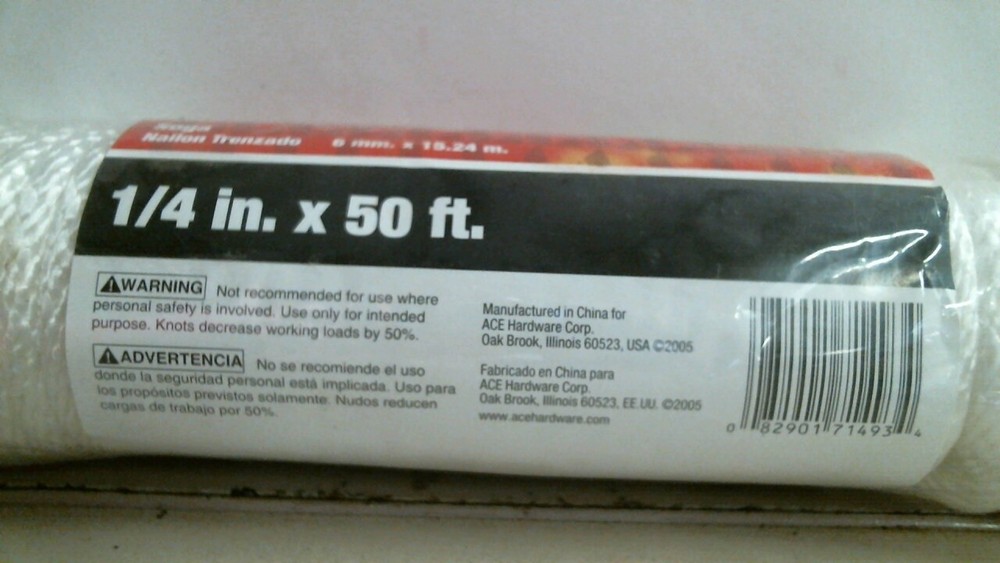 Soga
Nailon Trenzado 6 mm. x 15.24 m.
1/4 in. x 50 ft.
WARNING Not recommended for use where
personal safety is involved. Use only for intended
purpose. Knots decrease working loads by 50%.
ADVERTENCIA No se recomiende el uso
donde la seguridad personal está implicada. Uso para
los propósitos previstos solamente. Nudos reducen
cargas de trabajo por 50%.
Manufactured in China for
ACE Hardware Corp.
Oak Brook, Illinois 60523, USA ©2005
Fabricado en China para
ACE Hardware Corp.
Oak Brook, Illinois 60523, EE.UU. ©2005
www.acehardware.com
0 82901 71493 4